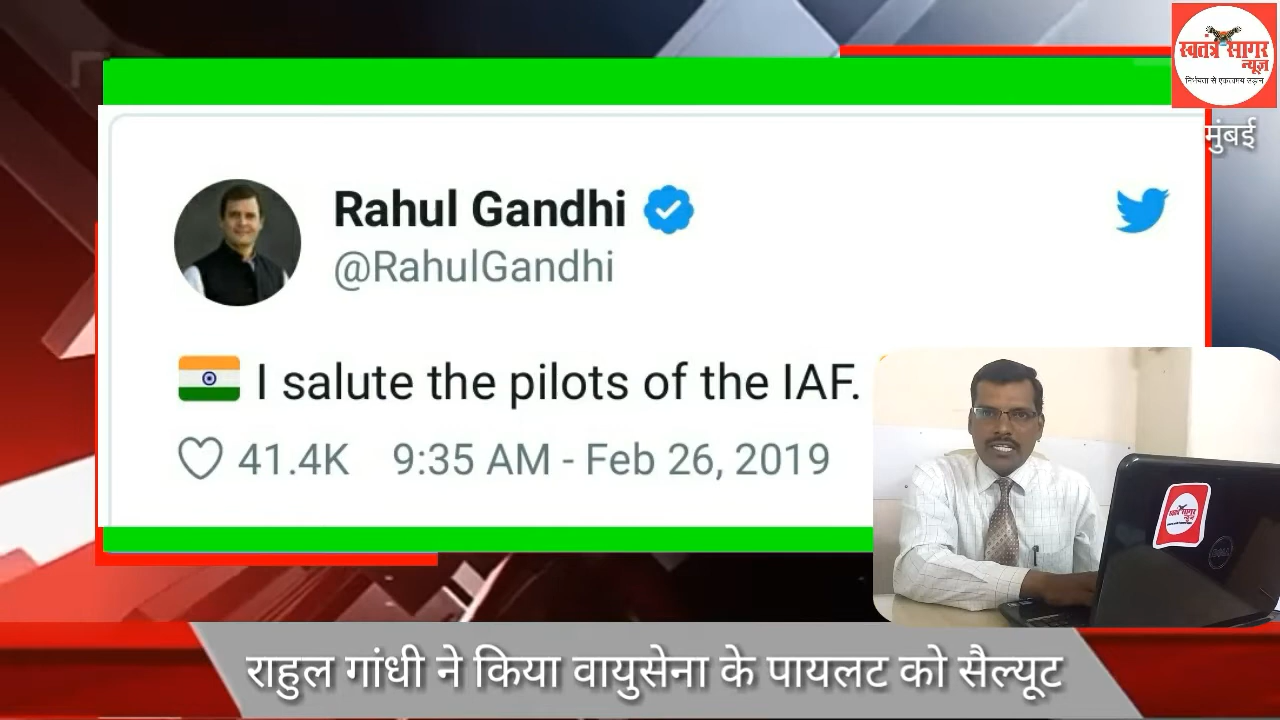 स्वतंत्र सागर
न्यूज़
मुंबई
Rahul Gandhi
@RahulGandhi
🇮🇳 I salute the pilots of the IAF.
41.4K 9:35 AM - Feb 26, 2019
DELL
राहुल गांधी ने किया वायुसेना के पायलट को सैल्यूट